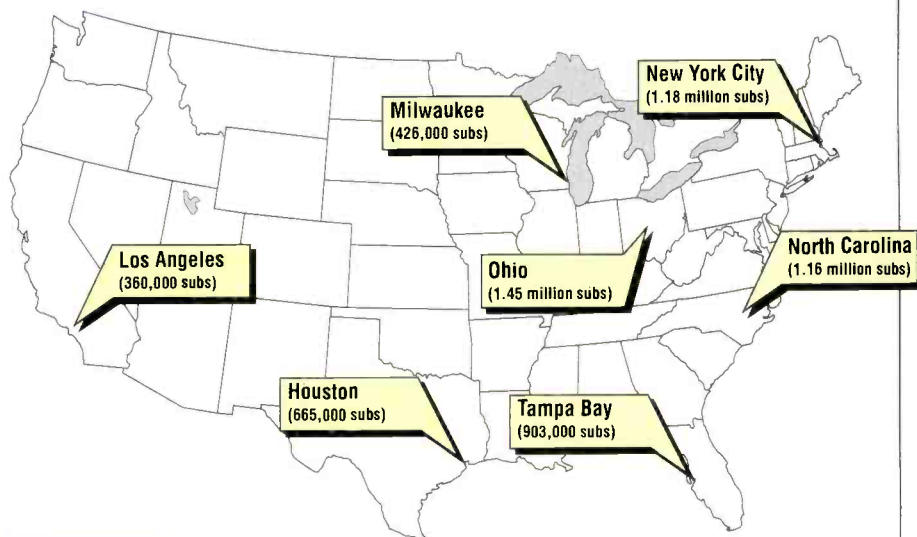 New York City
(1.18 million subs)
Milwaukee
(426,000 subs)
North Carolina
(1.16 million subs)
Los Angeles
(360,000 subs)
Ohio
(1.45 million subs)
Houston
(665,000 subs)
Tampa Bay
(903,000 subs)